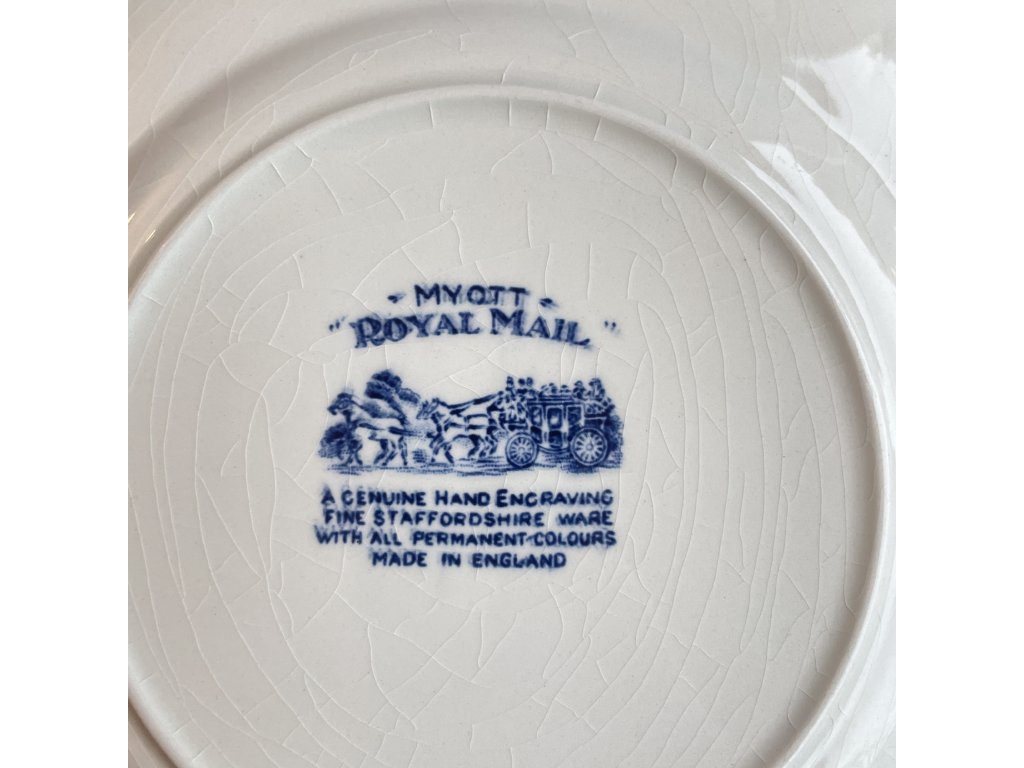 - MYOTT -
"ROYAL MAIL"
A GENUINE HAND ENGRAVING
FINE STAFFORDSHIRE WARE
WITH ALL PERMANENT COLOURS
MADE IN ENGLAND